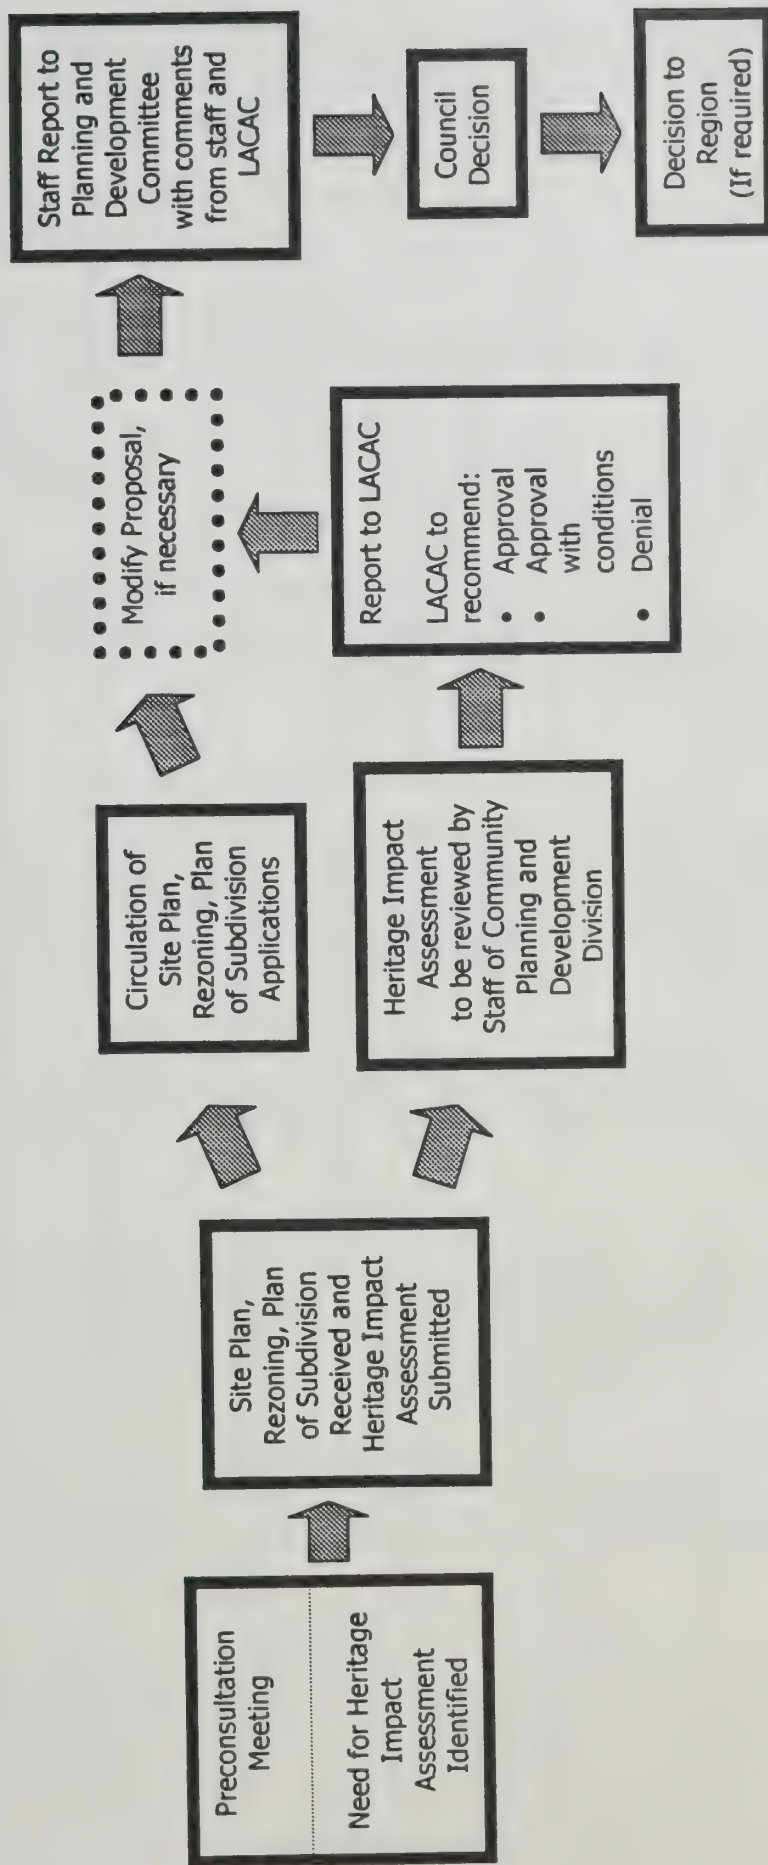 Preconsultation
Meeting
Need for Heritage
Impact
Assessment
Identified
Site Plan,
Rezoning, Plan
of Subdivision
Received and
Heritage Impact
Assessment
Submitted
Circulation of
Site Plan,
Rezoning, Plan
of Subdivision
Applications
Heritage Impact
Assessment
to be reviewed by
Staff of Community
Planning and
Development
Division
Modify Proposal,
if necessary
Report to LACAC
LACAC to
recommend:
• Approval
• Approval
with
conditions
• Denial
Staff Report to
Planning and
Development
Committee
with comments
from staff and
LACAC
Council
Decision
Decision to
Region
(If required)